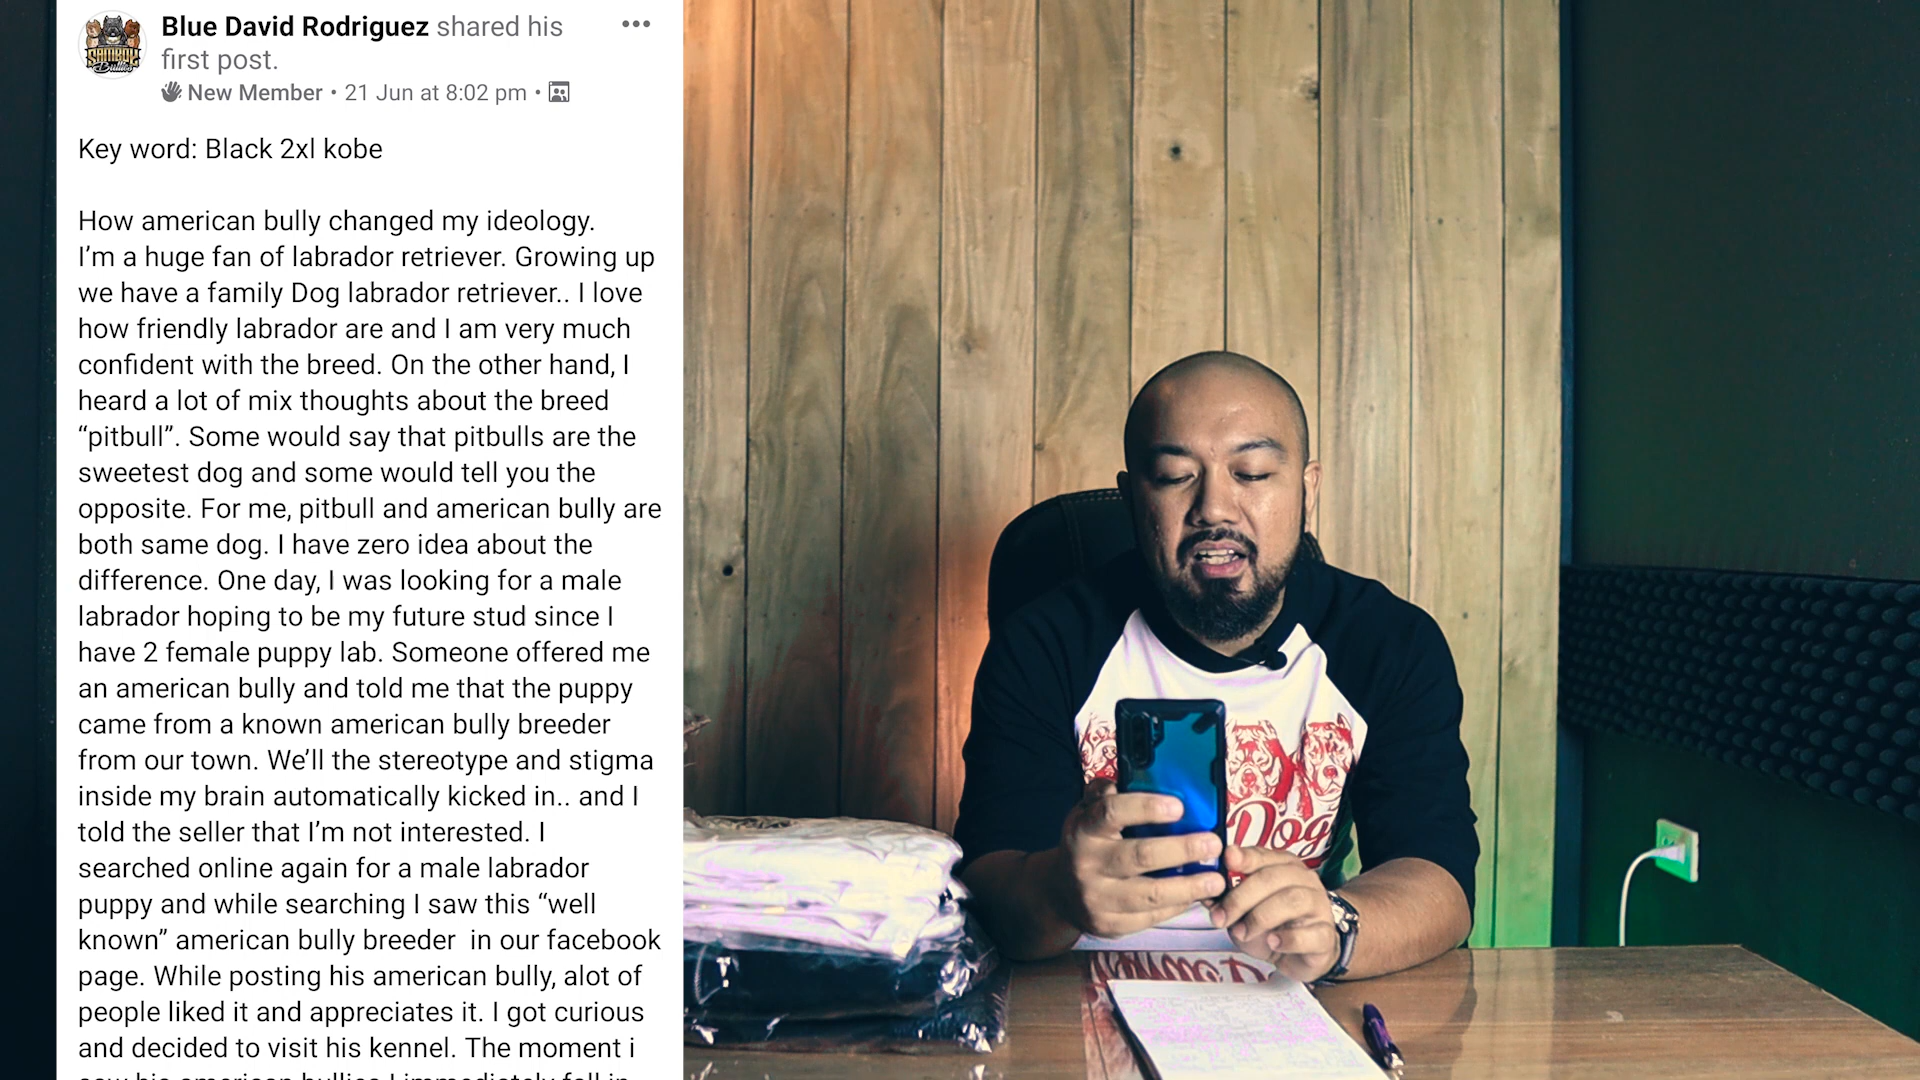 Blue David Rodriguez shared his
first post.
New Member • 21 Jun at 8:02 pm •
Key word: Black 2xl kobe
How american bully changed my ideology.
I’m a huge fan of labrador retriever. Growing up
we have a family Dog labrador retriever.. I love
how friendly labrador are and I am very much
confident with the breed. On the other hand, I
heard a lot of mix thoughts about the breed
“pitbull”. Some would say that pitbulls are the
sweetest dog and some would tell you the
opposite. For me, pitbull and american bully are
both same dog. I have zero idea about the
difference. One day, I was looking for a male
labrador hoping to be my future stud since I
have 2 female puppy lab. Someone offered me
an american bully and told me that the puppy
came from a known american bully breeder
from our town. We’ll the stereotype and stigma
inside my brain automatically kicked in.. and I
told the seller that I’m not interested. I
searched online again for a male labrador
puppy and while searching I saw this “well
known” american bully breeder  in our facebook
page. While posting his american bully, alot of
people liked it and appreciates it. I got curious
and decided to visit his kennel. The moment i
saw his american bullies I immediately fell in
SAMBOY
Bullies
Dog